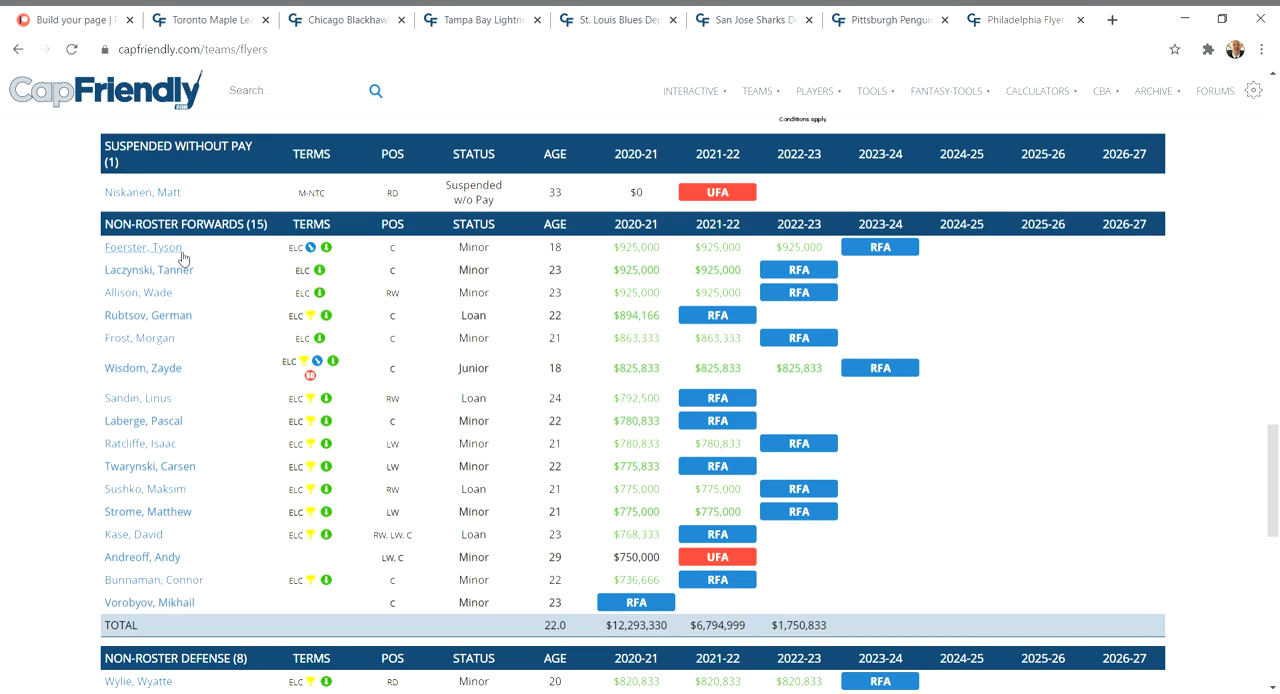 Build your page |
Toronto Maple Lea
Chicago Blackhaw
Tampa Bay Lightni
St. Louis Blues De
San Jose Sharks D
Pittsburgh Pengui
Philadelphia Flyer
capfriendly.com/teams/flyers
CapFriendly
Search...
INTERACTIVE TEAMS PLAYERS TOOLS FANTASY-TOOLS CALCULATORS CBA ARCHIVE FORUMS
Conditions apply.
SUSPENDED WITHOUT PAY (1) TERMS POS STATUS AGE 2020-21 2021-22 2022-23 2023-24 2024-25 2025-26 2026-27
Niskanen, Matt M-NTC RD Suspended w/o Pay 33 $0 UFA
NON-ROSTER FORWARDS (15) TERMS POS STATUS AGE 2020-21 2021-22 2022-23 2023-24 2024-25 2025-26 2026-27
Foerster, Tyson ELC C Minor 18 $925,000 $925,000 $925,000 RFA
Laczynski, Tanner ELC C Minor 23 $925,000 $925,000 RFA
Allison, Wade ELC RW Minor 23 $925,000 $925,000 RFA
Rubtsov, German ELC C Loan 22 $894,166 RFA
Frost, Morgan ELC C Minor 21 $863,333 $863,333 RFA
Wisdom, Zayde ELC 50 C Junior 18 $825,833 $825,833 $825,833 RFA
Sandin, Linus ELC RW Loan 24 $792,500 RFA
Laberge, Pascal ELC C Minor 22 $780,833 RFA
Ratcliffe, Isaac ELC LW Minor 21 $780,833 $780,833 RFA
Twarynski, Carsen ELC LW Minor 22 $775,833 RFA
Sushko, Maksim ELC RW Loan 21 $775,000 $775,000 RFA
Strome, Matthew ELC LW Minor 21 $775,000 $775,000 RFA
Kase, David ELC RW, LW, C Loan 23 $768,333 RFA
Andreoff, Andy LW, C Minor 29 $750,000 UFA
Bunnaman, Connor ELC C Minor 22 $736,666 RFA
Vorobyov, Mikhail C Minor 23 RFA
TOTAL 22.0 $12,293,330 $6,794,999 $1,750,833
NON-ROSTER DEFENSE (8) TERMS POS STATUS AGE 2020-21 2021-22 2022-23 2023-24 2024-25 2025-26 2026-27
Wylie, Wyatte ELC RD Minor 20 $820,833 $820,833 $820,833 RFA